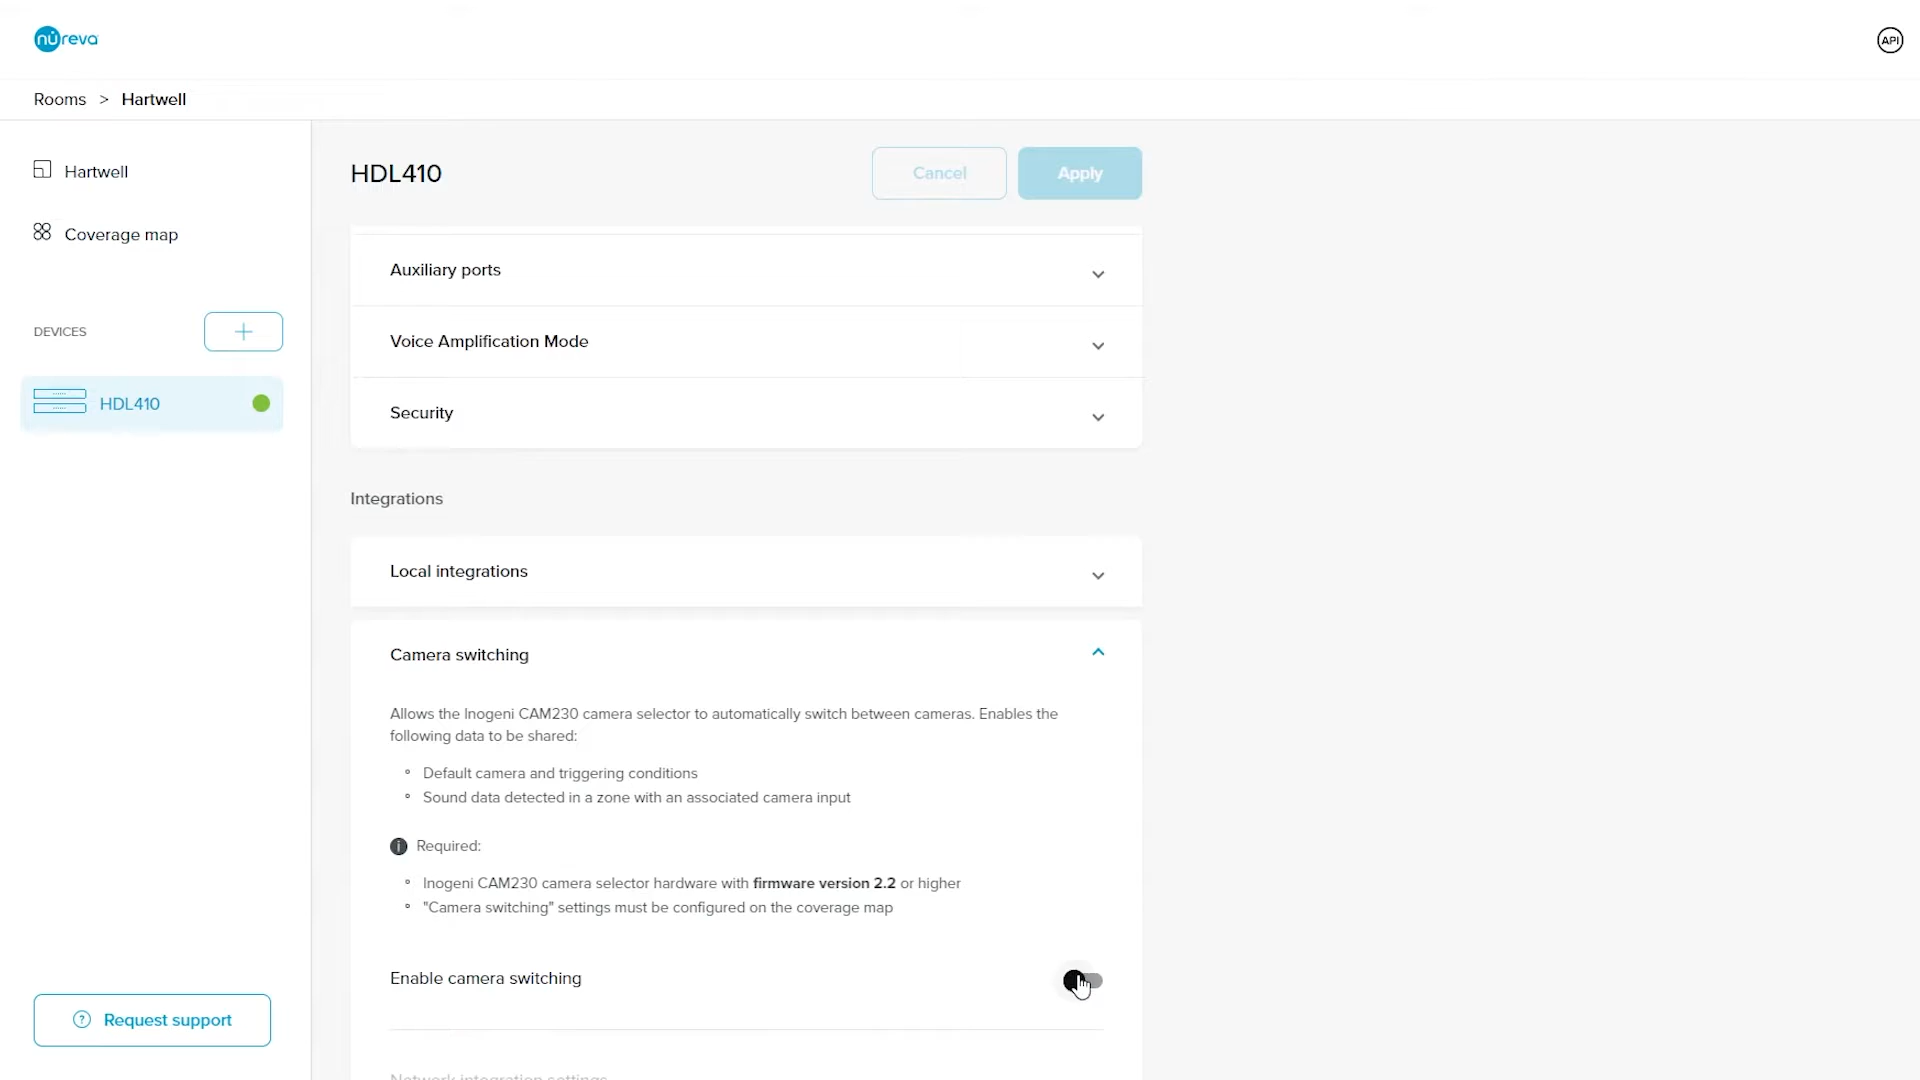 nureva
API
Rooms > Hartwell
Hartwell
Coverage map
DEVICES
+
HDL410
Request support
HDL410
Cancel
Apply
Auxiliary ports
Voice Amplification Mode
Security
Integrations
Local integrations
Camera switching
Allows the Inogeni CAM230 camera selector to automatically switch between cameras. Enables the
following data to be shared:
Default camera and triggering conditions
Sound data detected in a zone with an associated camera input
Required:
Inogeni CAM230 camera selector hardware with firmware version 2.2 or higher
"Camera switching" settings must be configured on the coverage map
Enable camera switching
Network integration settings